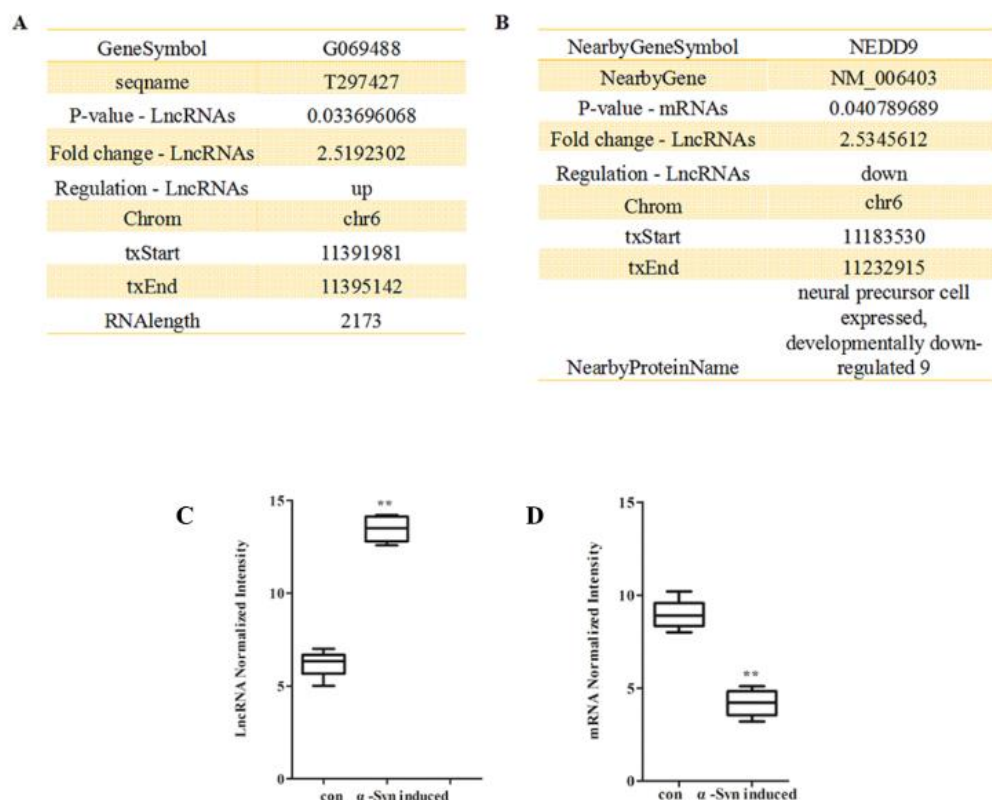 A
GeneSymbol G069488
seqname T297427
P-value - LncRNAs 0.033696068
Fold change - LncRNAs 2.5192302
Regulation - LncRNAs up
Chrom chr6
txStart 11391981
txEnd 11395142
RNAlength 2173
B
NearbyGeneSymbol NEDD9
NearbyGene NM_006403
P-value - mRNAs 0.040789689
Fold change - LncRNAs 2.5345612
Regulation - LncRNAs down
Chrom chr6
txStart 11183530
txEnd 11232915
neural precursor cell
expressed,
developmentally down-
NearbyProteinName regulated 9
C
LncRNA Normalized Intensity
15
10
5
0
**
con α-Syn induced
D
mRNA Normalized Intensity
15
10
5
0
**
con α-Syn induced